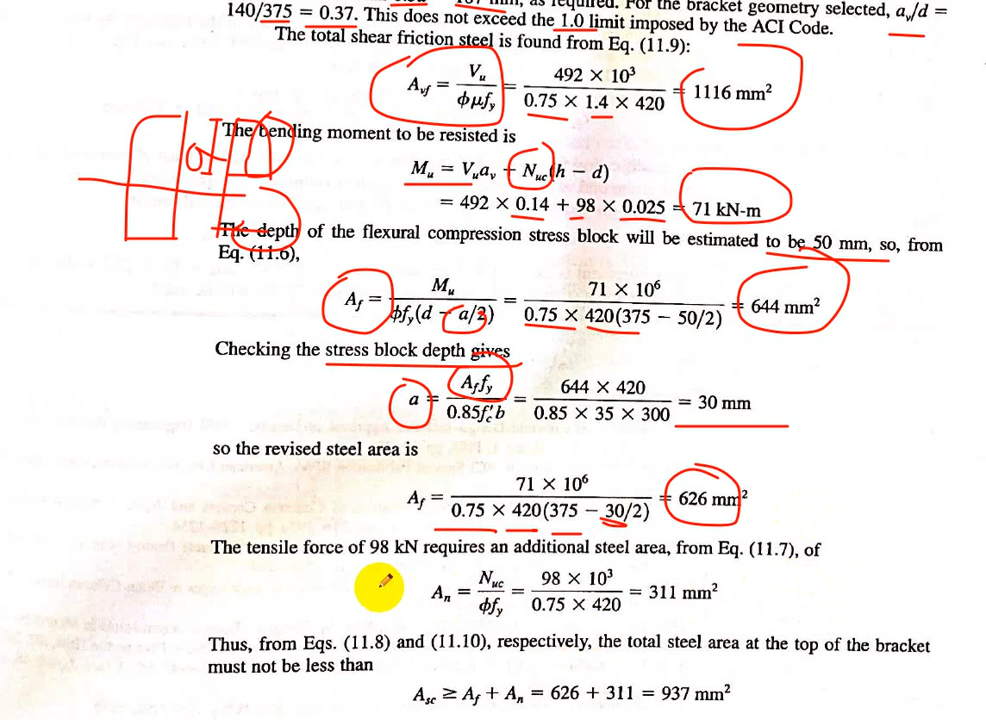 as required. For the bracket geometry selected, aᵥ/d =
140/375 = 0.37. This does not exceed the 1.0 limit imposed by the ACI Code.
The total shear friction steel is found from Eq. (11.9):
A_vf = V_u / ϕμf_y = 492 × 10³ / 0.75 × 1.4 × 420 = 1116 mm²
The bending moment to be resisted is
M_u = V_u a_v + N_uc(h − d)
= 492 × 0.14 + 98 × 0.025 = 71 kN-m
The depth of the flexural compression stress block will be estimated to be 50 mm, so, from
Eq. (11.6),
A_f = M_u / ϕf_y(d − a/2) = 71 × 10⁶ / 0.75 × 420(375 − 50/2) = 644 mm²
Checking the stress block depth gives
a = A_f f_y / 0.85f′_c b = 644 × 420 / 0.85 × 35 × 300 = 30 mm
so the revised steel area is
A_f = 71 × 10⁶ / 0.75 × 420(375 − 30/2) = 626 mm²
The tensile force of 98 kN requires an additional steel area, from Eq. (11.7), of
A_n = N_uc / ϕf_y = 98 × 10³ / 0.75 × 420 = 311 mm²
Thus, from Eqs. (11.8) and (11.10), respectively, the total steel area at the top of the bracket
must not be less than
A_sc ≥ A_f + A_n = 626 + 311 = 937 mm²